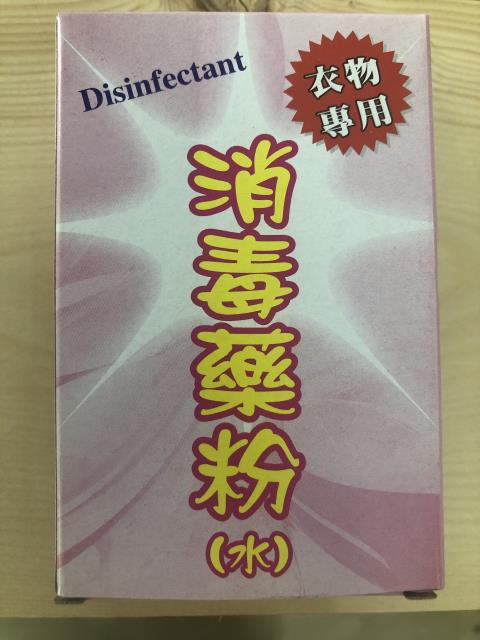 Disinfectant
衣物
專用
消毒藥粉
(水)